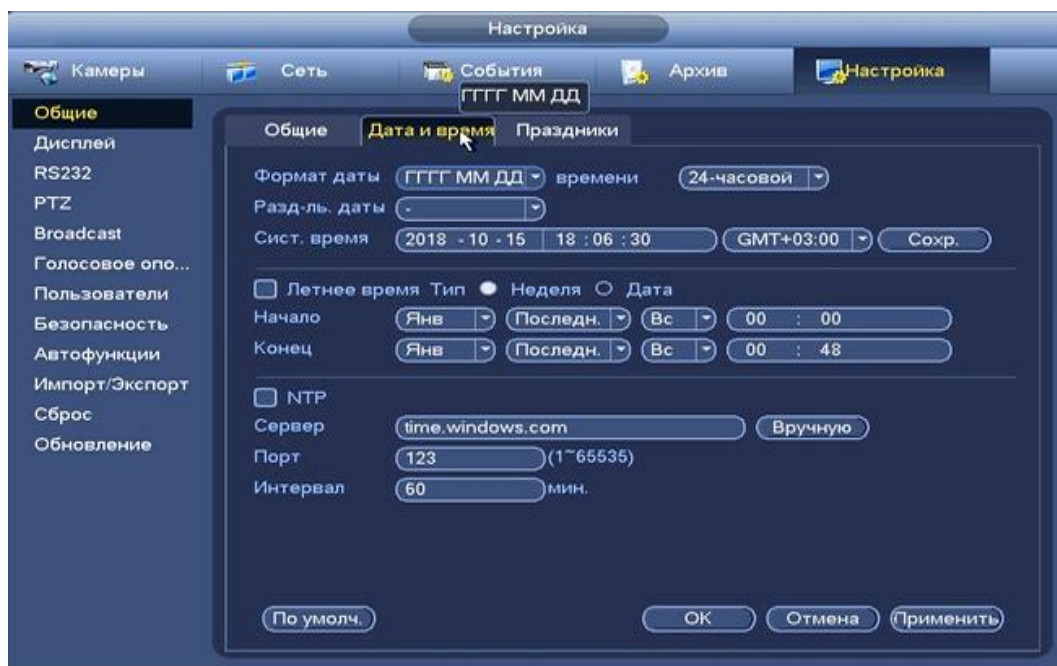 Настройка
Камеры Сеть События Архив Настройка
ГГГГ ММ ДД
Общие
Дисплей
RS232
PTZ
Broadcast
Голосовое опо...
Пользователи
Безопасность
Автофункции
Импорт/Экспорт
Сброс
Обновление
Общие Дата и время Праздники
Формат даты ГГГГ ММ ДД времени 24-часовой
Разд-ль. даты -
Сист. время 2018 - 10 - 15 18 : 06 : 30 GMT+03:00 Сохр.
Летнее время Тип Неделя Дата
Начало Янв Последн. Вс 00 : 00
Конец Янв Последн. Вс 00 : 48
NTP
Сервер time.windows.com Вручную
Порт 123 (1~65535)
Интервал 60 мин.
По умолч. OK Отмена Применить